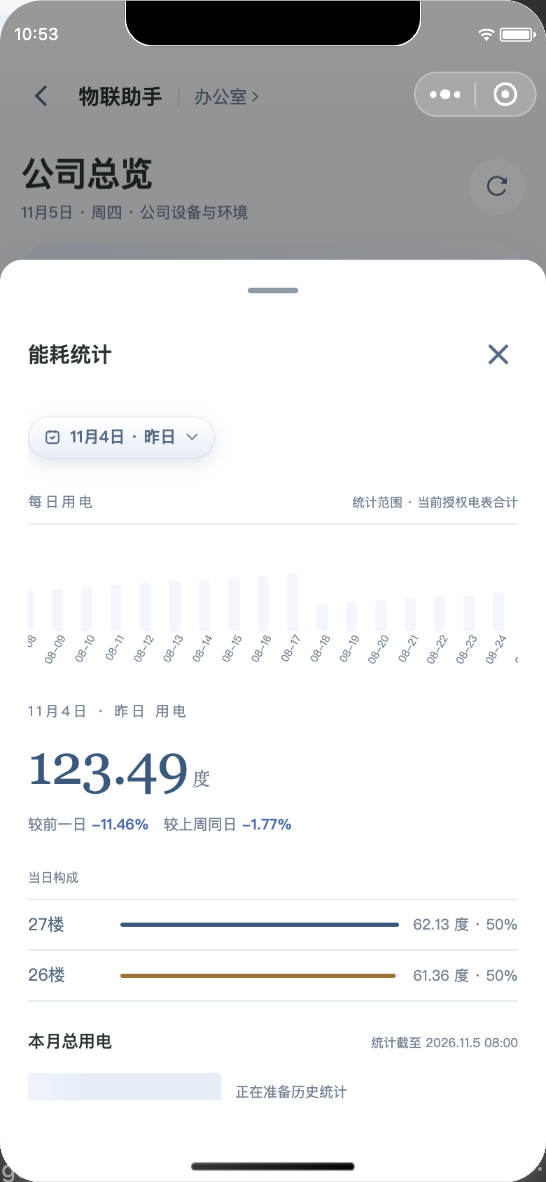 10:53
物联助手
办公室
公司总览
11月5日 · 周四 · 公司设备与环境
能耗统计
11月4日 · 昨日
每日用电
统计范围 · 当前授权电表合计
08-09
08-10
08-11
08-12
08-13
08-14
08-15
08-16
08-17
08-18
08-19
08-20
08-21
08-22
08-23
08-24
11月4日 · 昨日 用电
123.49 度
较前一日 -11.46% 较上周同日 -1.77%
当日构成
27楼 62.13 度 · 50%
26楼 61.36 度 · 50%
本月总用电
统计截至 2026.11.5 08:00
正在准备历史统计